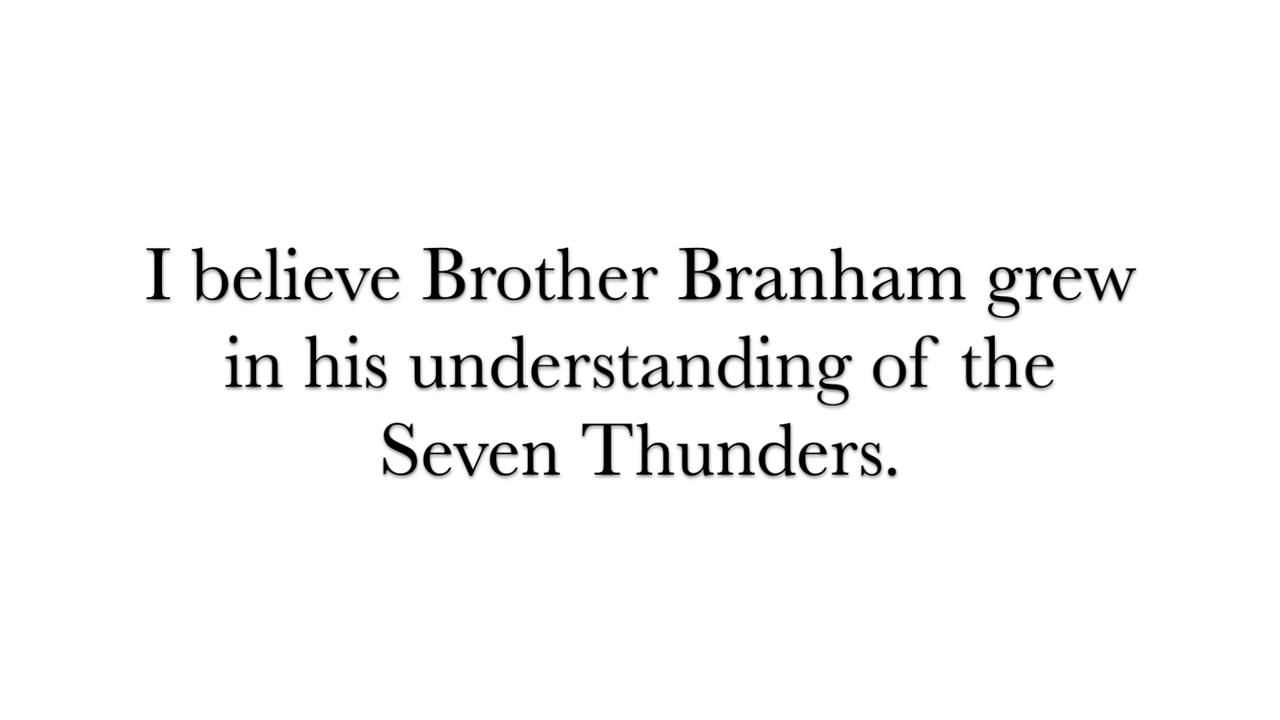 I believe Brother Branham grew
in his understanding of the
Seven Thunders.